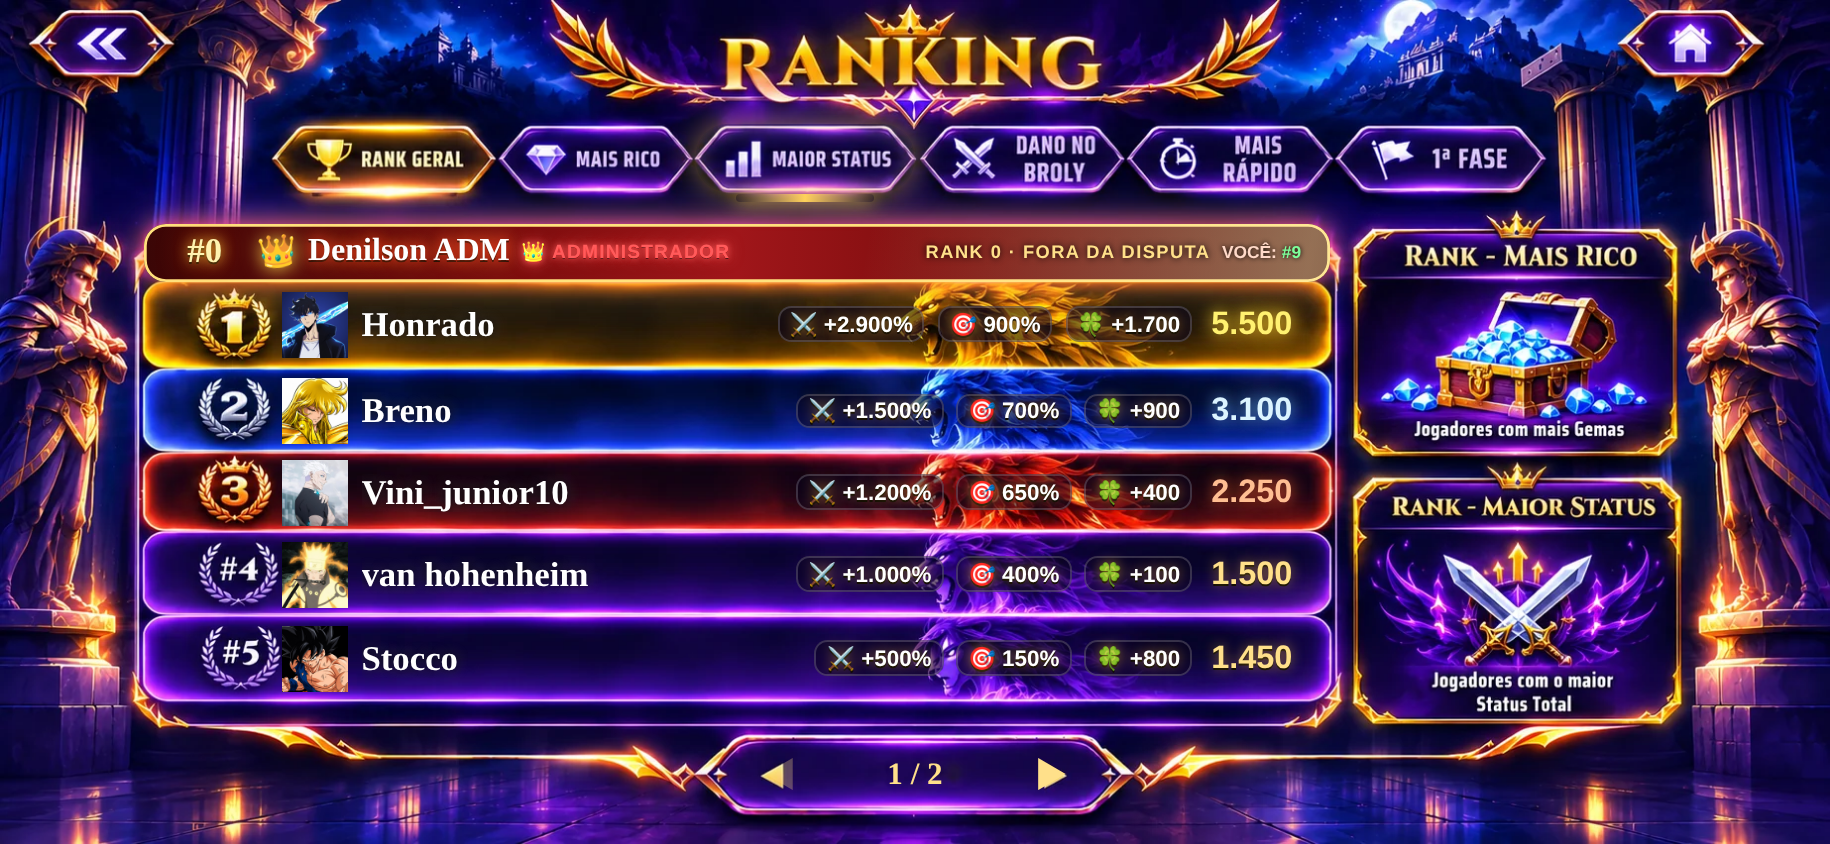 RANKING
RANK GERAL
MAIS RICO
MAIOR STATUS
DANO NO
BROLY
MAIS
RÁPIDO
1ª FASE
#0 Denilson ADM ADMINISTRADOR RANK 0 · FORA DA DISPUTA VOCÊ: #9
1 Honrado +2.900% 900% +1.700 5.500
2 Breno +1.500% 700% +900 3.100
3 Vini_junior10 +1.200% 650% +400 2.250
#4 van hohenheim +1.000% 400% +100 1.500
#5 Stocco +500% 150% +800 1.450
RANK - MAIS RICO
Jogadores com mais Gemas
RANK - MAIOR STATUS
Jogadores com o maior
Status Total
1 / 2